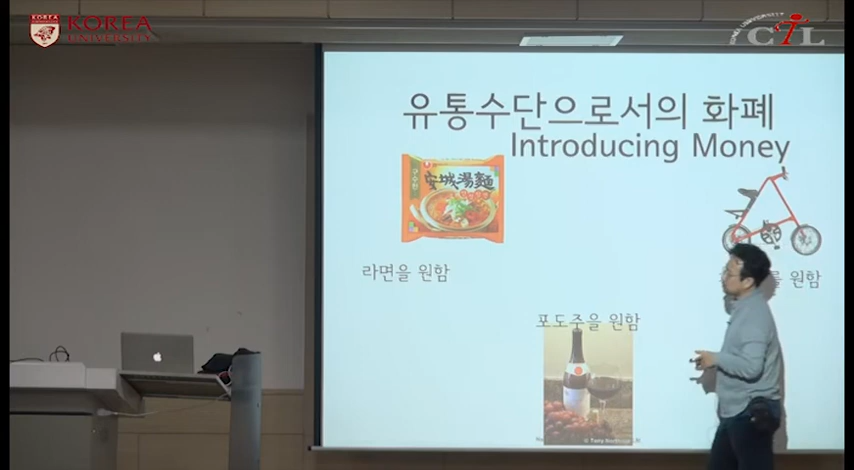 KOREA
UNIVERSITY
CTL
유통수단으로서의 화폐
Introducing Money
安城湯麵
라면을 원함
를 원함
포도주을 원함